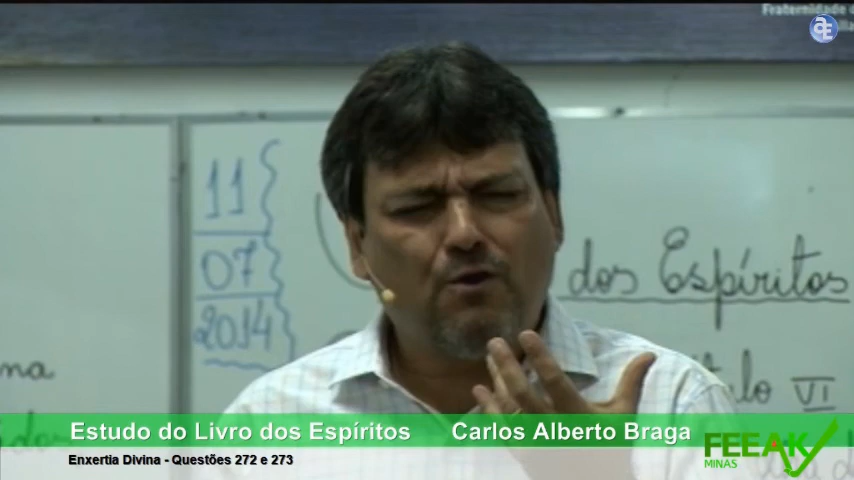 Fraternidade
11
07
2014
dos Espíritos
VI
Estudo do Livro dos Espíritos Carlos Alberto Braga
FEEAK
MINAS
Enxertia Divina - Questões 272 e 273